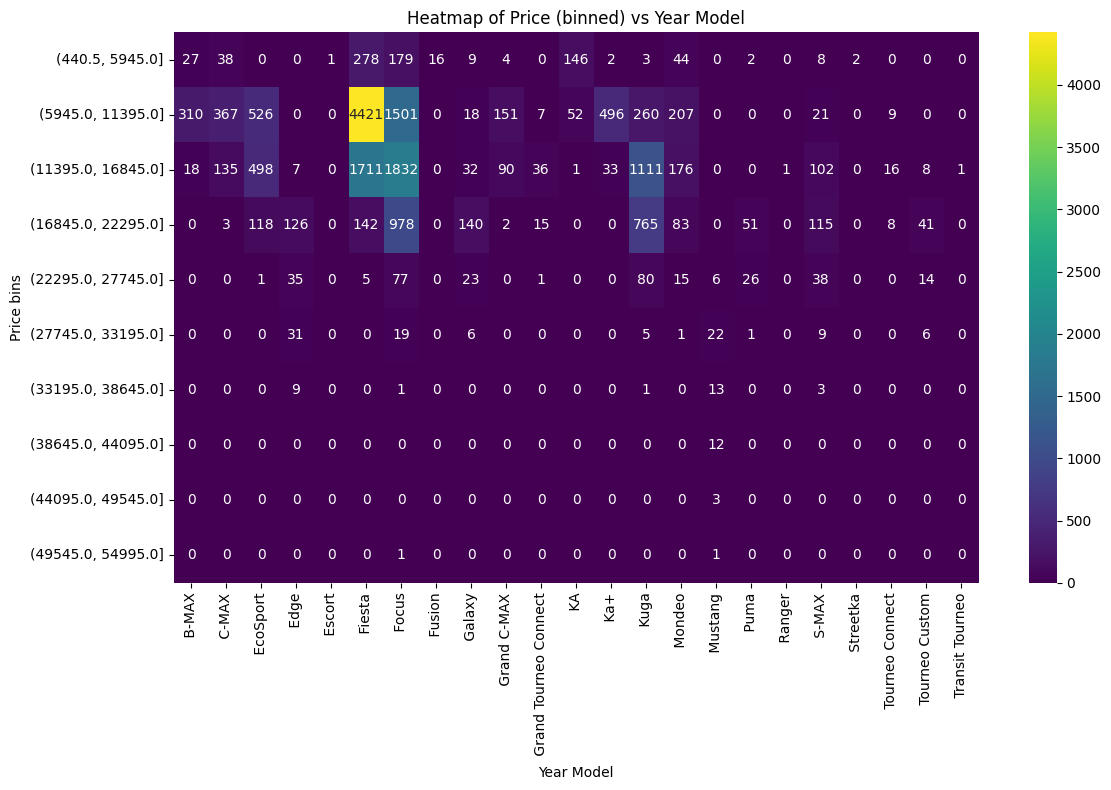 Heatmap of Price (binned) vs Year Model
Price bins
(440.5, 5945.0] 27 38 0 0 1 278 179 16 9 4 0 146 2 3 44 0 2 0 8 2 0 0 0
(5945.0, 11395.0] 310 367 526 0 0 4421 1501 0 18 151 7 52 496 260 207 0 0 0 21 0 9 0 0
(11395.0, 16845.0] 18 135 498 7 0 1711 1832 0 32 90 36 1 33 1111 176 0 0 1 102 0 16 8 1
(16845.0, 22295.0] 0 3 118 126 0 142 978 0 140 2 15 0 0 765 83 0 51 0 115 0 8 41 0
(22295.0, 27745.0] 0 0 1 35 0 5 77 0 23 0 1 0 0 80 15 6 26 0 38 0 0 14 0
(27745.0, 33195.0] 0 0 0 31 0 0 19 0 6 0 0 0 0 5 1 22 1 0 9 0 0 6 0
(33195.0, 38645.0] 0 0 0 9 0 0 1 0 0 0 0 0 0 1 0 13 0 0 3 0 0 0 0
(38645.0, 44095.0] 0 0 0 0 0 0 0 0 0 0 0 0 0 0 0 12 0 0 0 0 0 0 0
(44095.0, 49545.0] 0 0 0 0 0 0 0 0 0 0 0 0 0 0 0 3 0 0 0 0 0 0 0
(49545.0, 54995.0] 0 0 0 0 0 0 1 0 0 0 0 0 0 0 0 1 0 0 0 0 0 0 0
B-MAX
C-MAX
EcoSport
Edge
Escort
Fiesta
Focus
Fusion
Galaxy
Grand C-MAX
Grand Tourneo Connect
KA
Ka+
Kuga
Mondeo
Mustang
Puma
Ranger
S-MAX
Streetka
Tourneo Connect
Tourneo Custom
Transit Tourneo
Year Model
4000
3500
3000
2500
2000
1500
1000
500
0